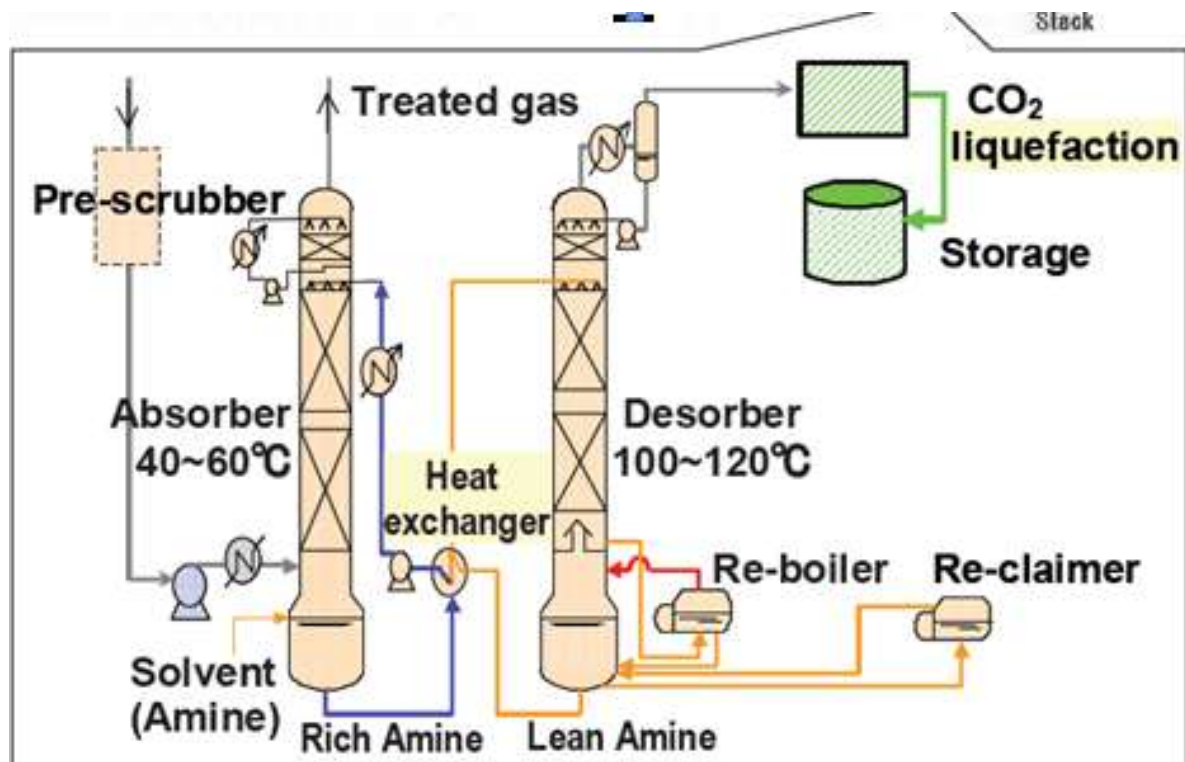 Stack
Treated gas
CO₂
liquefaction
Pre-scrubber
Storage
Absorber
40~60℃
Desorber
100~120℃
Heat
exchanger
Re-boiler
Re-claimer
Solvent
(Amine)
Rich Amine
Lean Amine